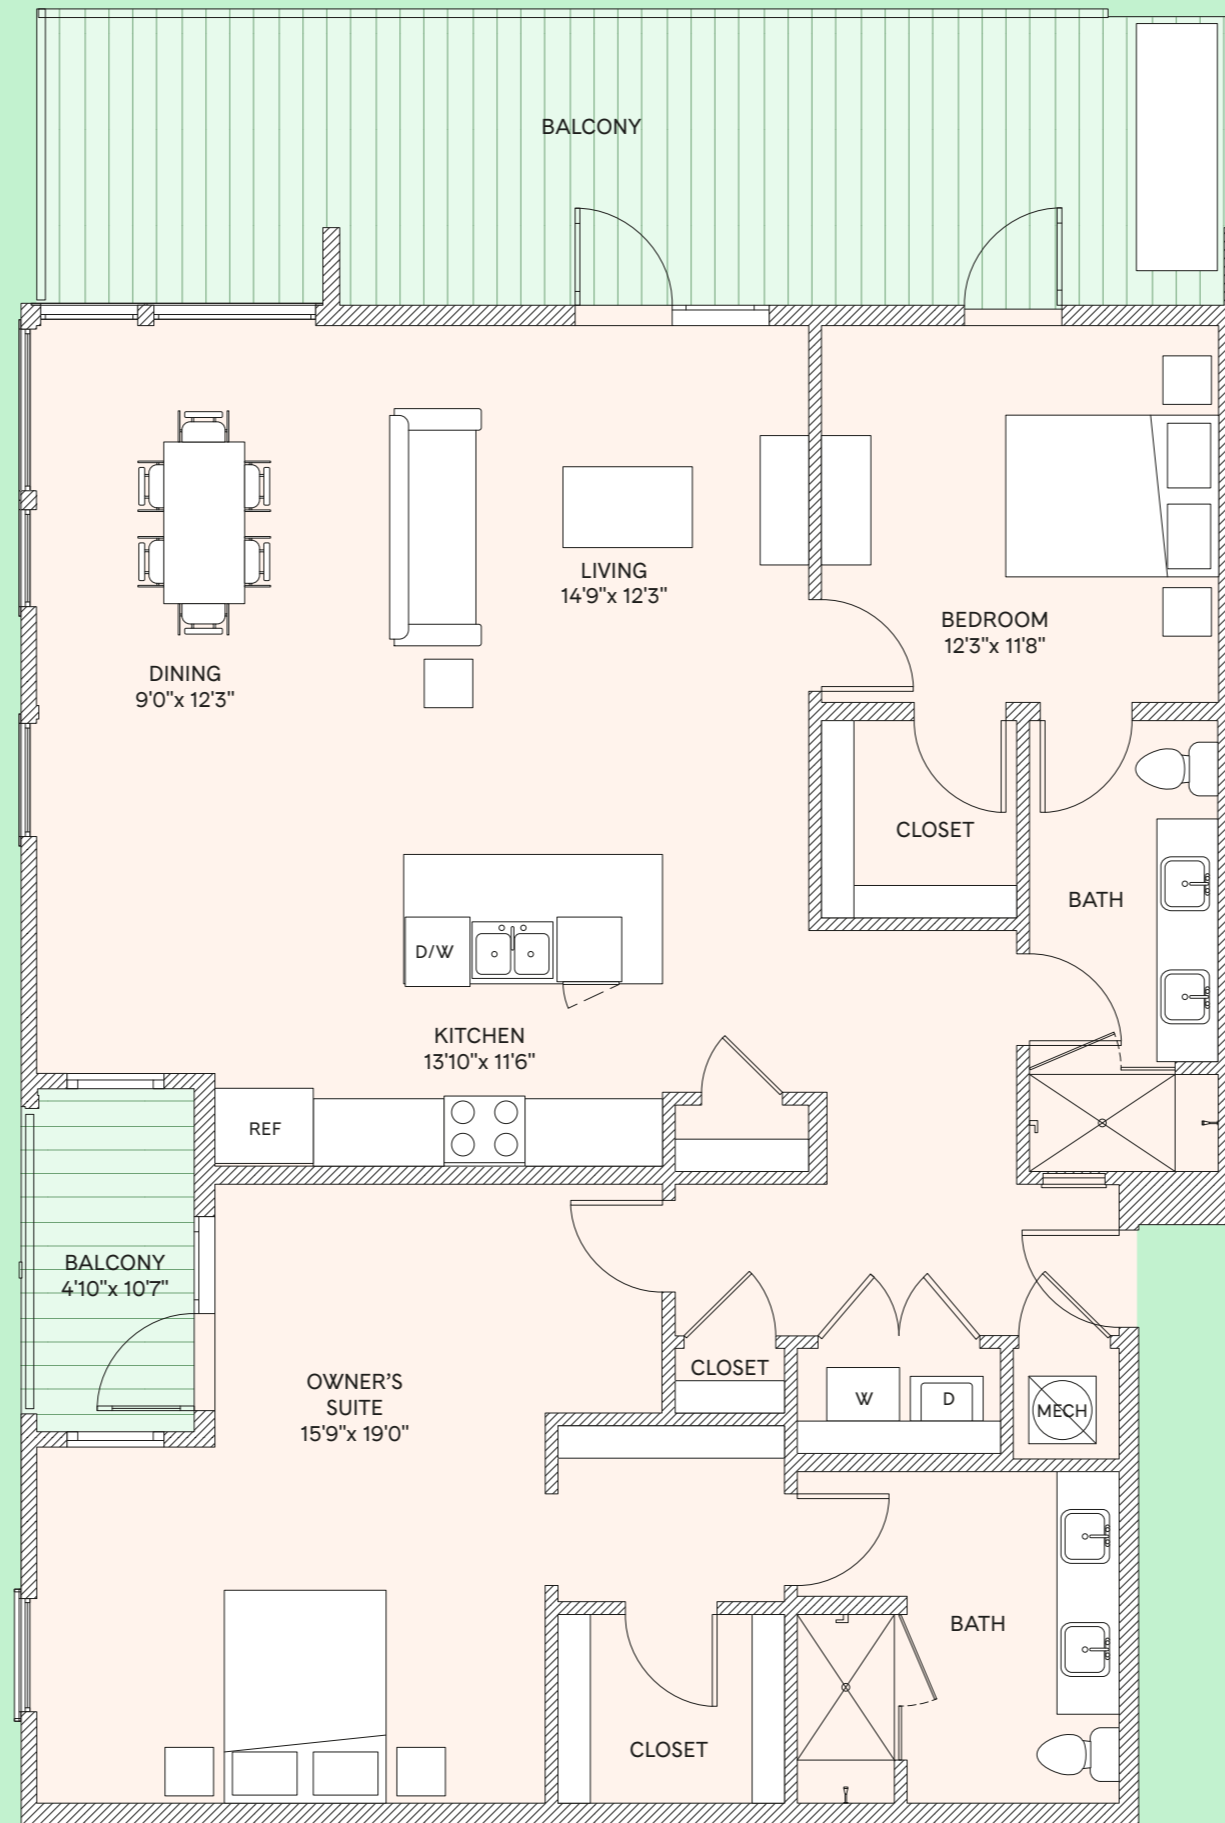 BALCONY
LIVING
14'9"x 12'3"
BEDROOM
12'3"x 11'8"
DINING
9'0"x 12'3"
CLOSET
BATH
D/W
KITCHEN
13'10"x 11'6"
REF
BALCONY
4'10"x 10'7"
OWNER'S
SUITE
15'9"x 19'0"
CLOSET
W
D
MECH
BATH
CLOSET